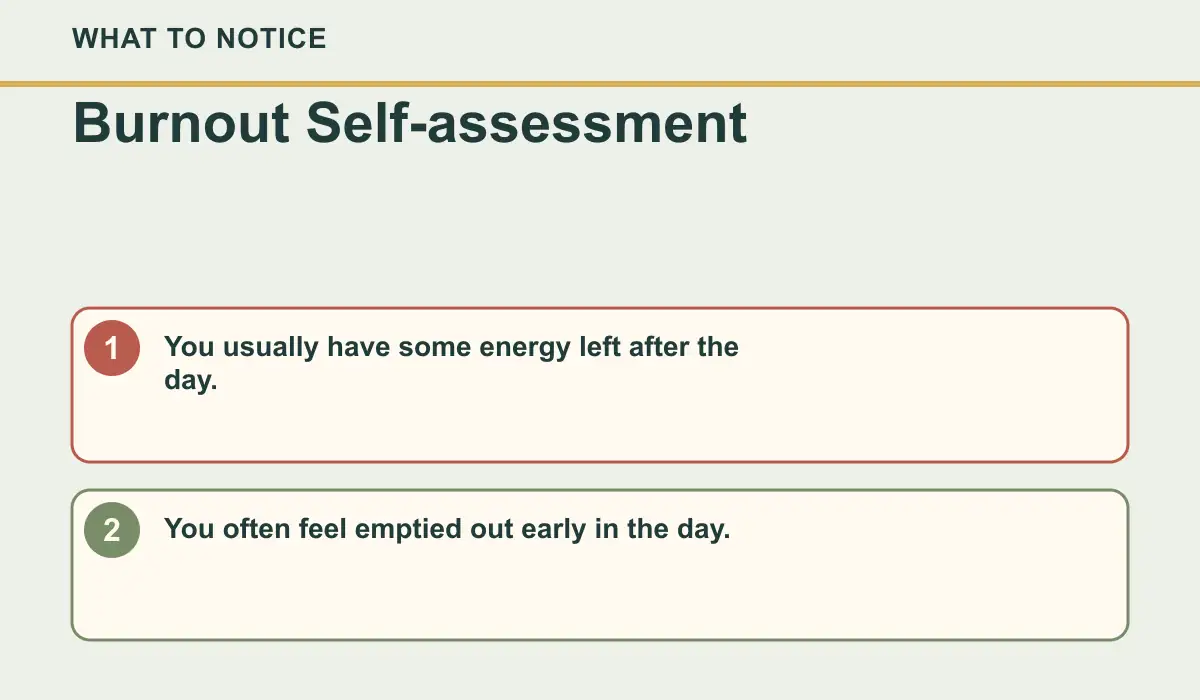 WHAT TO NOTICE
Burnout Self-assessment
1
You usually have some energy left after the
day.
2
You often feel emptied out early in the day.